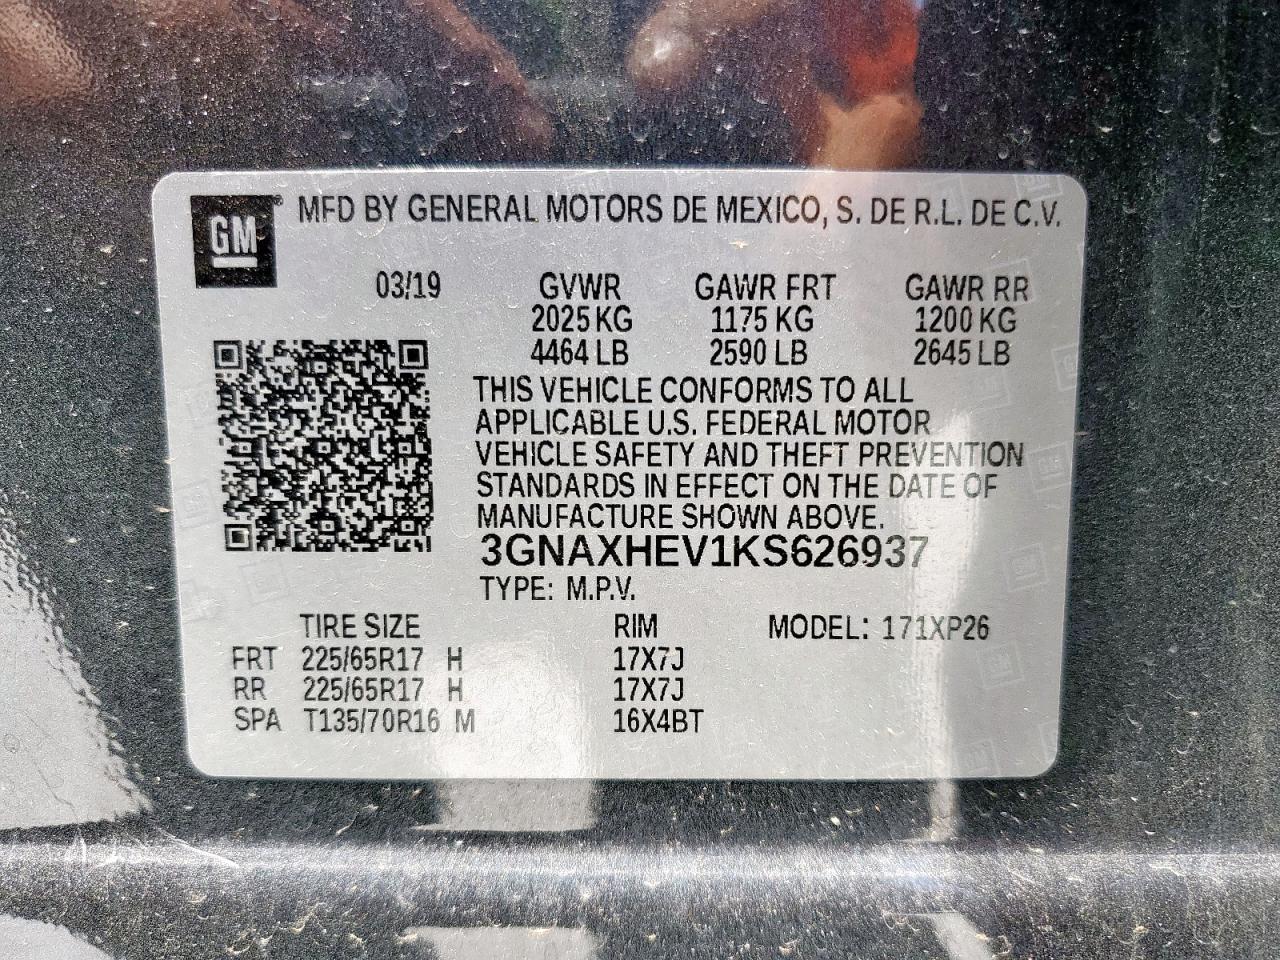 GM® MFD BY GENERAL MOTORS DE MEXICO, S. DE R.L. DE C.V.
03/19 GVWR GAWR FRT GAWR RR
2025 KG 1175 KG 1200 KG
4464 LB 2590 LB 2645 LB
THIS VEHICLE CONFORMS TO ALL
APPLICABLE U.S. FEDERAL MOTOR
VEHICLE SAFETY AND THEFT PREVENTION
STANDARDS IN EFFECT ON THE DATE OF
MANUFACTURE SHOWN ABOVE.
3GNAXHEV1KS626937
TYPE: M.P.V.
TIRE SIZE RIM MODEL: 171XP26
FRT 225/65R17 H 17X7J
RR 225/65R17 H 17X7J
SPA T135/70R16 M 16X4BT